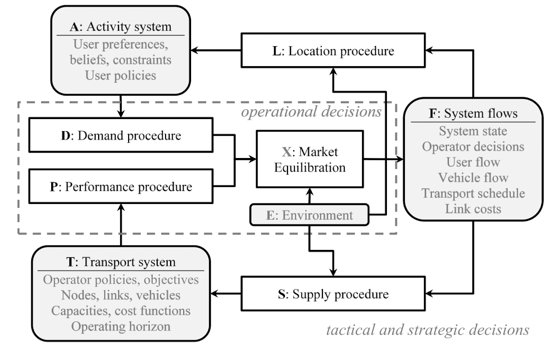 A: Activity system
User preferences,
beliefs, constraints
User policies
L: Location procedure
operational decisions
D: Demand procedure
P: Performance procedure
X: Market
Equilibration
E: Environment
F: System flows
System state
Operator decisions
User flow
Vehicle flow
Transport schedule
Link costs
T: Transport system
Operator policies, objectives
Nodes, links, vehicles
Capacities, cost functions
Operating horizon
S: Supply procedure
tactical and strategic decisions